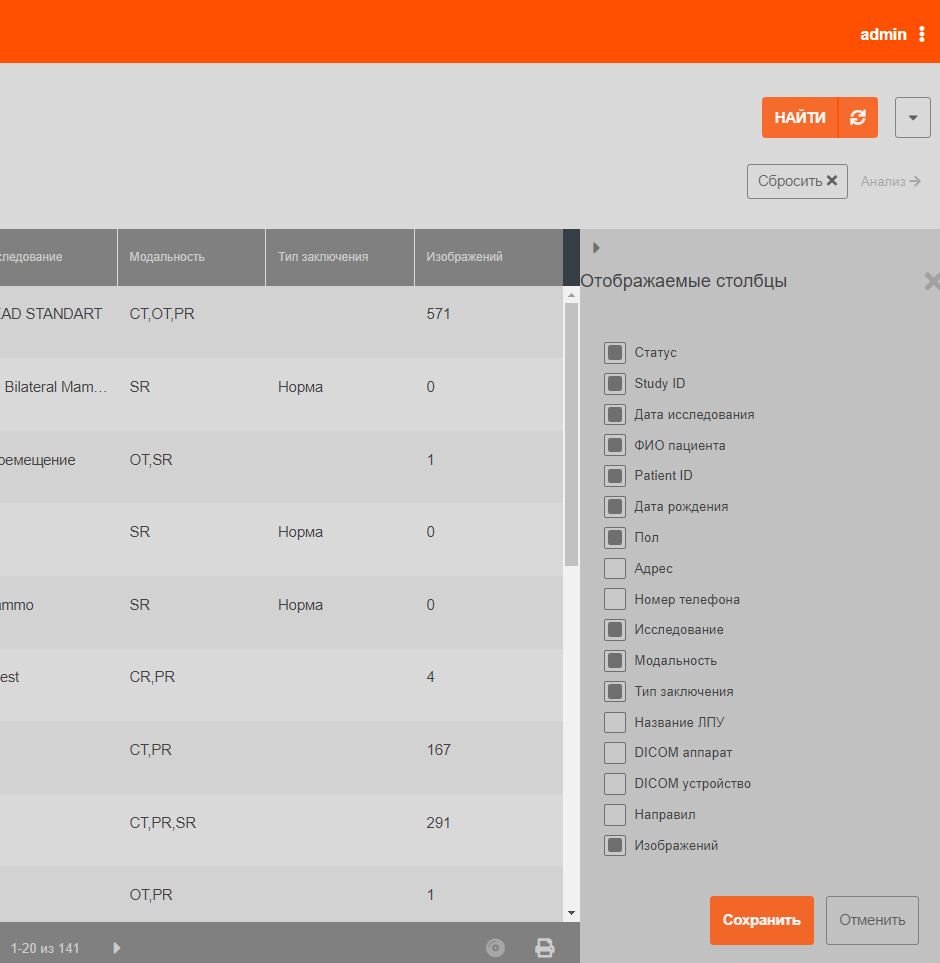 admin
НАЙТИ
Сбросить
Анализ
следование Модальность Тип заключения Изображений
EAD STANDART CT,OT,PR 571
Bilateral Mam... SR Норма 0
ремещение OT,SR 1
SR Норма 0
ammo SR Норма 0
est CR,PR 4
CT,PR 167
CT,PR,SR 291
OT,PR 1
1-20 из 141
Отображаемые столбцы
Статус
Study ID
Дата исследования
ФИО пациента
Patient ID
Дата рождения
Пол
Адрес
Номер телефона
Исследование
Модальность
Тип заключения
Название ЛПУ
DICOM аппарат
DICOM устройство
Направил
Изображений
Сохранить
Отменить